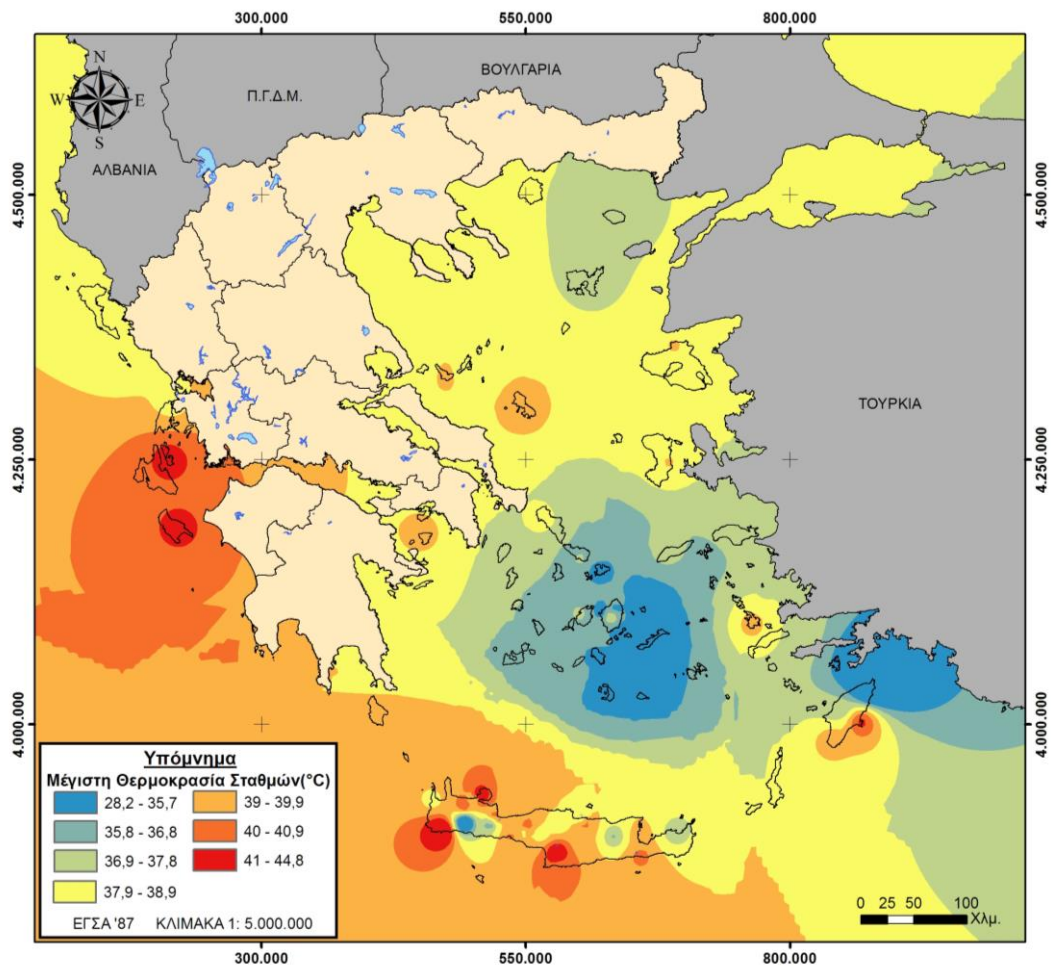 300.000 550.000 800.000
N
W E
S
ΑΛΒΑΝΙΑ
Π.Γ.Δ.Μ.
ΒΟΥΛΓΑΡΙΑ
ΤΟΥΡΚΙΑ
4.500.000 4.500.000
4.250.000 4.250.000
4.000.000 4.000.000
Υπόμνημα
Μέγιστη Θερμοκρασία Σταθμών(°C)
28,2 - 35,7 39 - 39,9
35,8 - 36,8 40 - 40,9
36,9 - 37,8 41 - 44,8
37,9 - 38,9
ΕΓΣΑ '87 ΚΛΙΜΑΚΑ 1: 5.000.000
0 25 50 100
Χλμ.
300.000 550.000 800.000